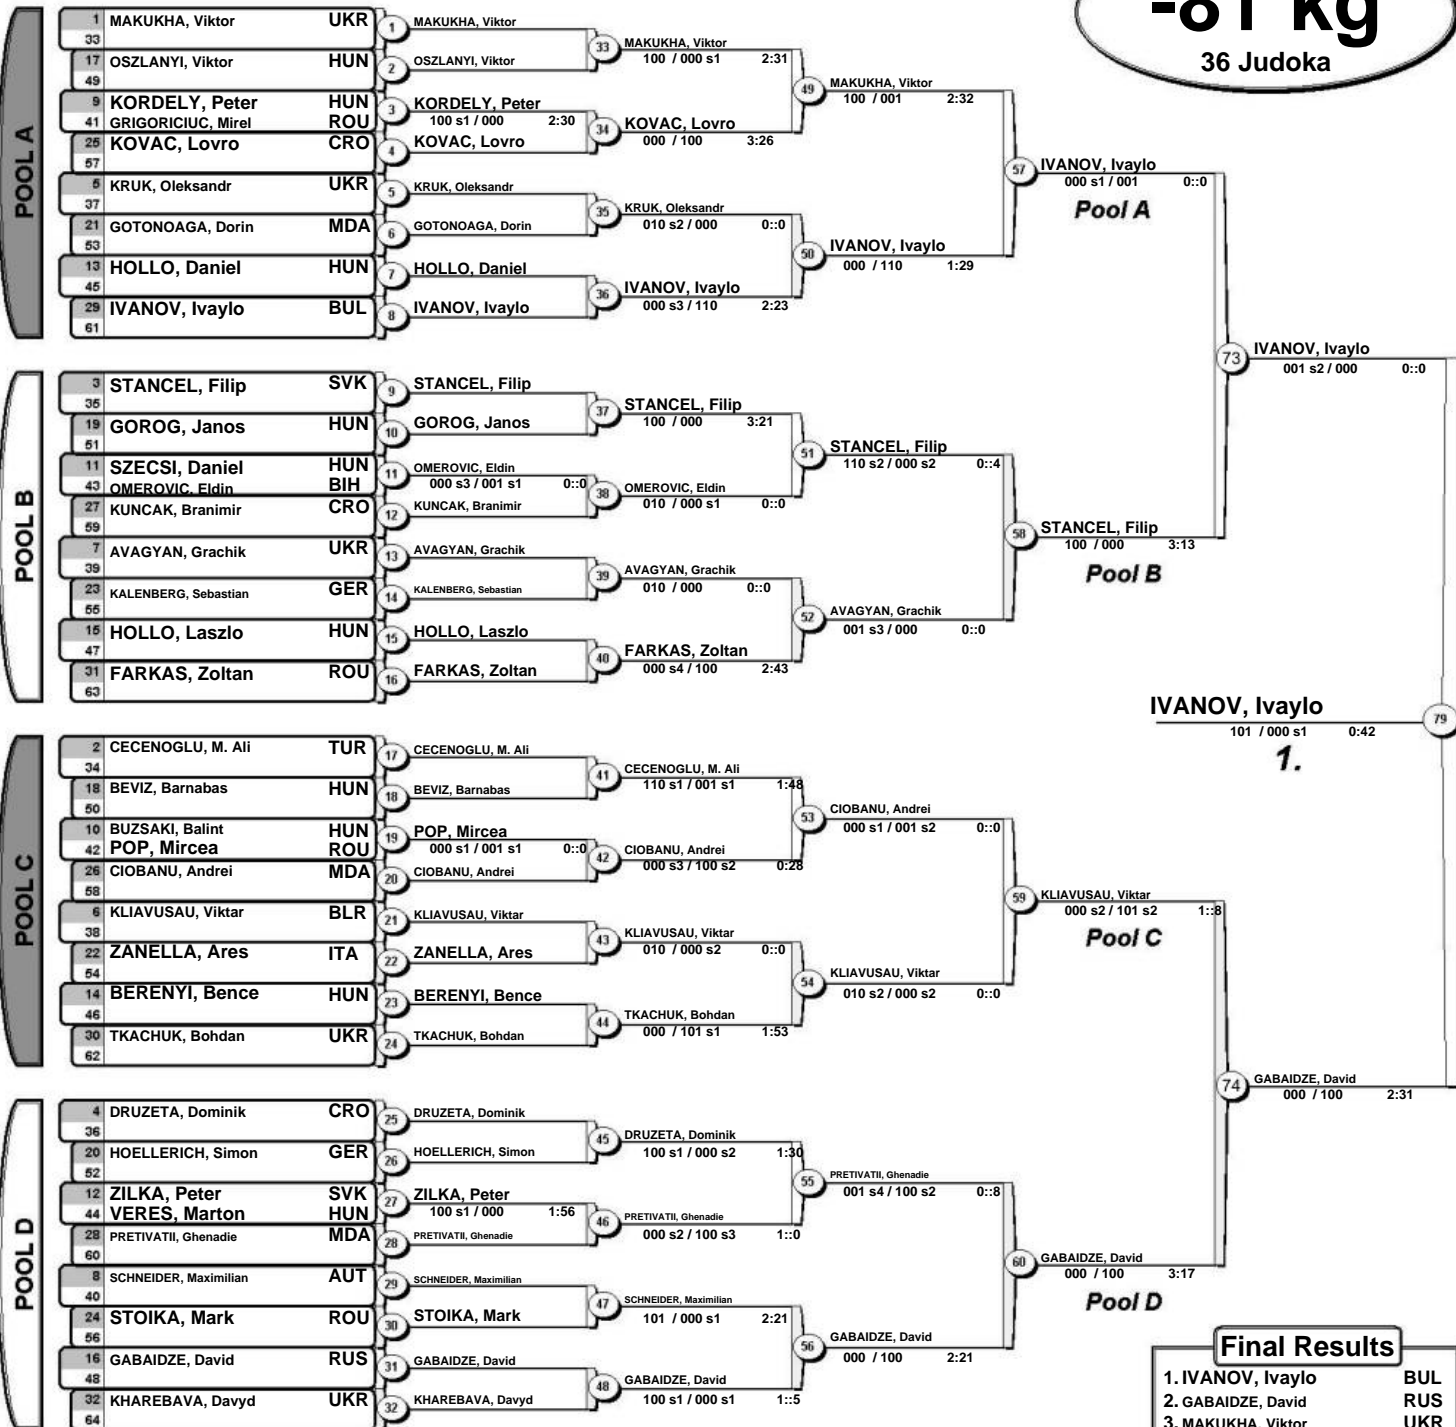 -81 kg
36 Judoka
POOL A
1 MAKUKHA, Viktor UKR
33
17 OSZLANYI, Viktor HUN
49
9 KORDELY, Peter HUN
41 GRIGORICIUC, Mirel ROU
25 KOVAC, Lovro CRO
57
5 KRUK, Oleksandr UKR
37
21 GOTONOAGA, Dorin MDA
53
13 HOLLO, Daniel HUN
45
29 IVANOV, Ivaylo BUL
61
1 MAKUKHA, Viktor
2 OSZLANYI, Viktor
3 KORDELY, Peter
100 s1 / 000 2:30
4 KOVAC, Lovro
5 KRUK, Oleksandr
6 GOTONOAGA, Dorin
7 HOLLO, Daniel
8 IVANOV, Ivaylo
33 MAKUKHA, Viktor
100 / 000 s1 2:31
34 KOVAC, Lovro
000 / 100 3:26
35 KRUK, Oleksandr
010 s2 / 000 0::0
36 IVANOV, Ivaylo
000 s3 / 110 2:23
49 MAKUKHA, Viktor
100 / 001 2:32
50 IVANOV, Ivaylo
000 / 110 1:29
57 IVANOV, Ivaylo
000 s1 / 001 0::0
Pool A
POOL B
3 STANCEL, Filip SVK
35
19 GOROG, Janos HUN
51
11 SZECSI, Daniel HUN
43 OMEROVIC, Eldin BIH
27 KUNCAK, Branimir CRO
59
7 AVAGYAN, Grachik UKR
39
23 KALENBERG, Sebastian GER
55
15 HOLLO, Laszlo HUN
47
31 FARKAS, Zoltan ROU
63
9 STANCEL, Filip
10 GOROG, Janos
11 OMEROVIC, Eldin
000 s3 / 001 s1 0::0
12 KUNCAK, Branimir
13 AVAGYAN, Grachik
14 KALENBERG, Sebastian
15 HOLLO, Laszlo
16 FARKAS, Zoltan
37 STANCEL, Filip
100 / 000 3:21
38 OMEROVIC, Eldin
010 / 000 s1 0::0
39 AVAGYAN, Grachik
010 / 000 0::0
40 FARKAS, Zoltan
000 s4 / 100 2:43
51 STANCEL, Filip
110 s2 / 000 s2 0::4
52 AVAGYAN, Grachik
001 s3 / 000 0::0
58 STANCEL, Filip
100 / 000 3:13
Pool B
73 IVANOV, Ivaylo
001 s2 / 000 0::0
IVANOV, Ivaylo 79
101 / 000 s1 0:42
1.
POOL C
2 CECENOGLU, M. Ali TUR
34
18 BEVIZ, Barnabas HUN
50
10 BUZSAKI, Balint HUN
42 POP, Mircea ROU
26 CIOBANU, Andrei MDA
58
6 KLIAVUSAU, Viktar BLR
38
22 ZANELLA, Ares ITA
54
14 BERENYI, Bence HUN
46
30 TKACHUK, Bohdan UKR
62
17 CECENOGLU, M. Ali
18 BEVIZ, Barnabas
19 POP, Mircea
000 s1 / 001 s1 0::0
20 CIOBANU, Andrei
21 KLIAVUSAU, Viktar
22 ZANELLA, Ares
23 BERENYI, Bence
24 TKACHUK, Bohdan
41 CECENOGLU, M. Ali
110 s1 / 001 s1 1:48
42 CIOBANU, Andrei
000 s3 / 100 s2 0:28
43 KLIAVUSAU, Viktar
010 / 000 s2 0::0
44 TKACHUK, Bohdan
000 / 101 s1 1:53
53 CIOBANU, Andrei
000 s1 / 001 s2 0::0
54 KLIAVUSAU, Viktar
010 s2 / 000 s2 0::0
59 KLIAVUSAU, Viktar
000 s2 / 101 s2 1::8
Pool C
POOL D
4 DRUZETA, Dominik CRO
36
20 HOELLERICH, Simon GER
52
12 ZILKA, Peter SVK
44 VERES, Marton HUN
28 PRETIVATII, Ghenadie MDA
60
8 SCHNEIDER, Maximilian AUT
40
24 STOIKA, Mark ROU
56
16 GABAIDZE, David RUS
48
32 KHAREBAVA, Davyd UKR
64
25 DRUZETA, Dominik
26 HOELLERICH, Simon
27 ZILKA, Peter
100 s1 / 000 1:56
28 PRETIVATII, Ghenadie
29 SCHNEIDER, Maximilian
30 STOIKA, Mark
31 GABAIDZE, David
32 KHAREBAVA, Davyd
45 DRUZETA, Dominik
100 s1 / 000 s2 1:30
46 PRETIVATII, Ghenadie
000 s2 / 100 s3 1::0
47 SCHNEIDER, Maximilian
101 / 000 s1 2:21
48 GABAIDZE, David
100 s1 / 000 s1 1::5
55 PRETIVATII, Ghenadie
001 s4 / 100 s2 0::8
56 GABAIDZE, David
000 / 100 2:21
60 GABAIDZE, David
000 / 100 3:17
Pool D
74 GABAIDZE, David
000 / 100 2:31
Final Results
1. IVANOV, Ivaylo BUL
2. GABAIDZE, David RUS
3. MAKUKHA, Viktor UKR